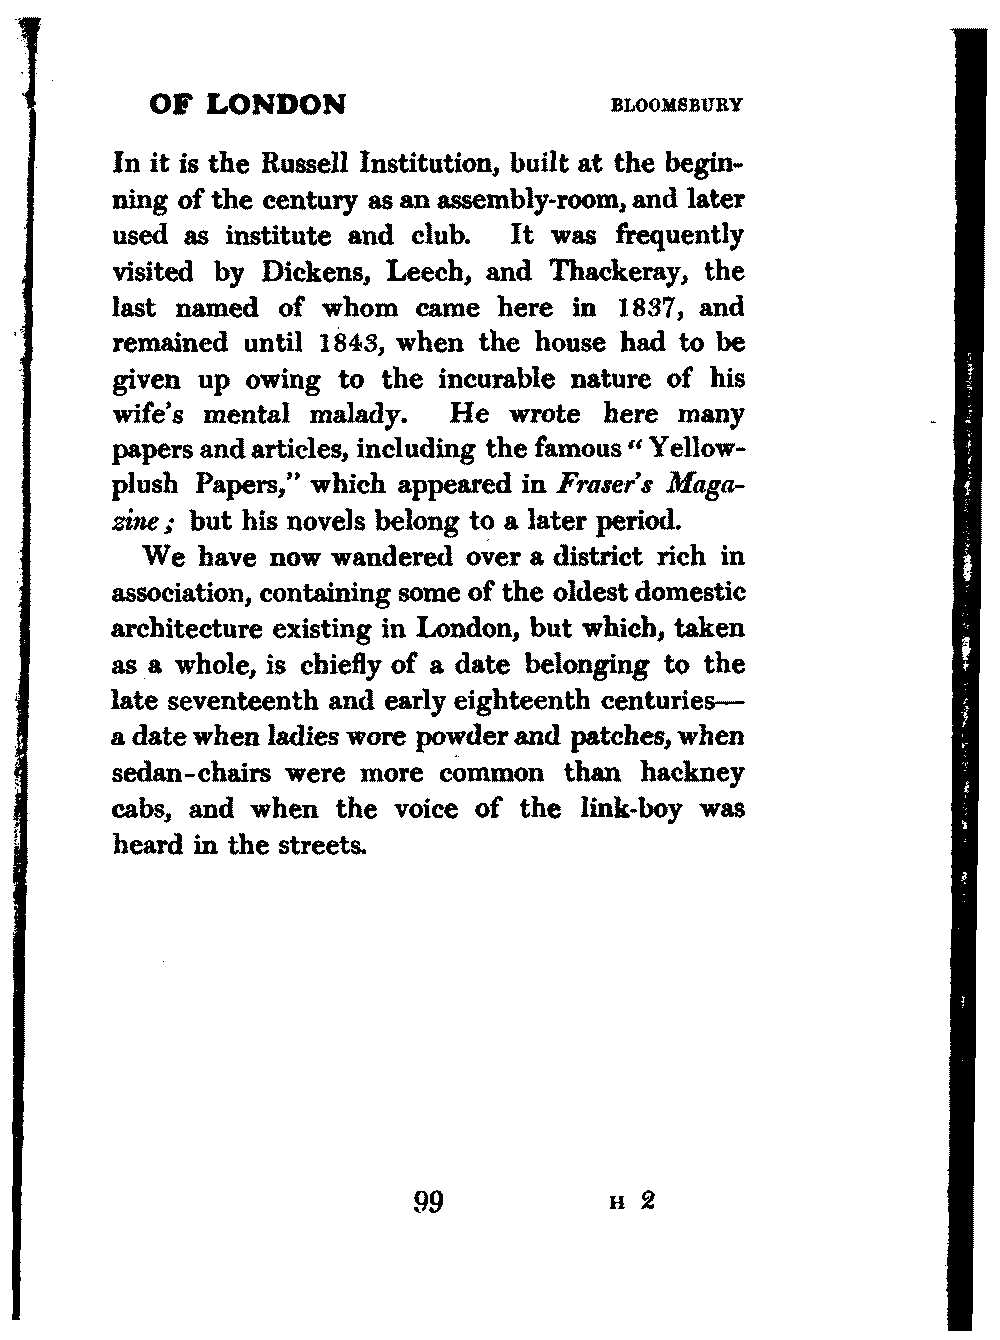 OF LONDON BLOOMSBURY
In it is the Russell Institution, built at the begin-
ning of the century as an assembly-room, and later
used as institute and club. It was frequently
visited by Dickens, Leech, and Thackeray, the
last named of whom came here in 1837, and
remained until 1843, when the house had to be
given up owing to the incurable nature of his
wife's mental malady. He wrote here many
papers and articles, including the famous "Yellow-
plush Papers," which appeared in Fraser's Maga-
zine; but his novels belong to a later period.
We have now wandered over a district rich in
association, containing some of the oldest domestic
architecture existing in London, but which, taken
as a whole, is chiefly of a date belonging to the
late seventeenth and early eighteenth centuries—
a date when ladies wore powder and patches, when
sedan-chairs were more common than hackney
cabs, and when the voice of the link-boy was
heard in the streets.
99 H 2